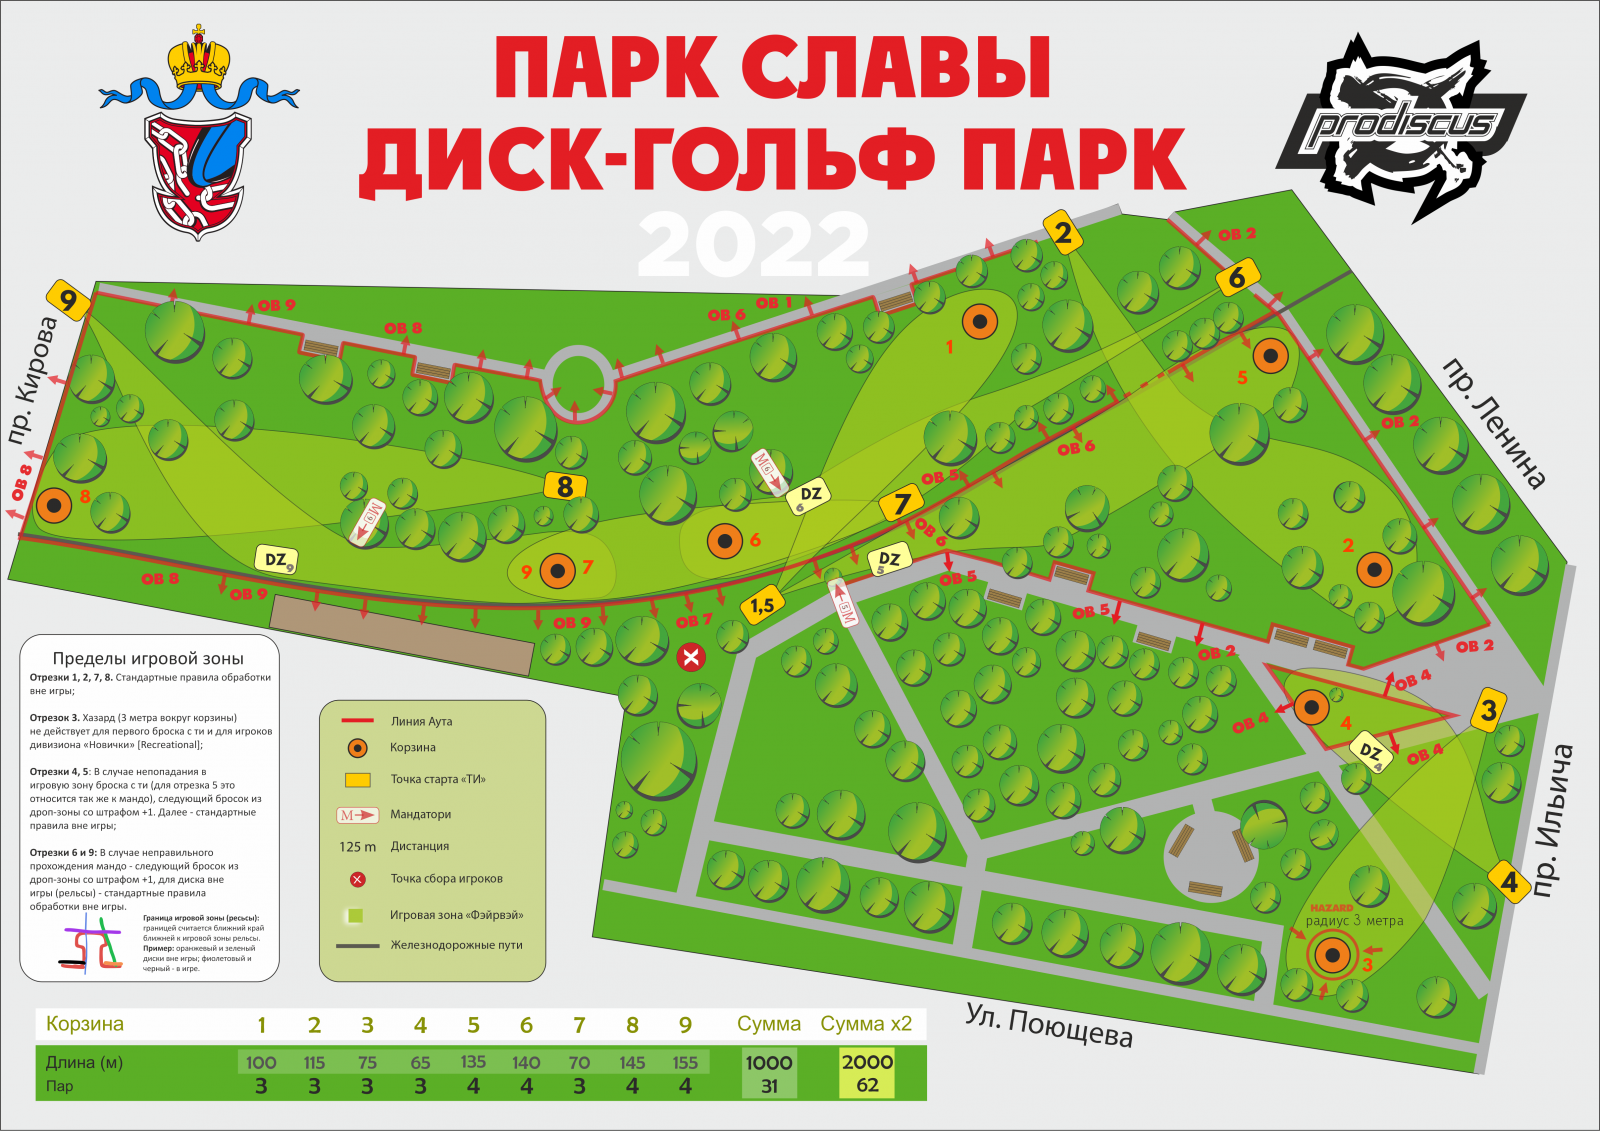 ПАРК СЛАВЫ
ДИСК-ГОЛЬФ ПАРК
2022
prodiscus
2
OB 2
6
9
OB 9
OB 8
OB 6
OB 1
1
5
пр. Кирова
пр. Ленина
OB 2
OB 8
8
8
M 9
M 6
DZ 6
7
OB 5
OB 6
OB 6
6
2
DZ 9
9
7
DZ 5
OB 5
OB 8
OB 9
OB 9
OB 7
1,5
5 M
OB 5
OB 2
OB 2
OB 4
OB 4
4
3
DZ 4
OB 4
пр. Ильича
4
HAZARD
радиус 3 метра
3
Ул. Поющева
Пределы игровой зоны
Отрезки 1, 2, 7, 8. Стандартные правила обработки
вне игры;
Отрезок 3. Хазард (3 метра вокруг корзины)
не действует для первого броска с ти и для игроков
дивизиона «Новички» [Recreational];
Отрезки 4, 5: В случае непопадания в
игровую зону броска с ти (для отрезка 5 это
относится так же к мандо), следующий бросок из
дроп-зоны со штрафом +1. Далее - стандартные
правила вне игры;
Отрезки 6 и 9: В случае неправильного
прохождения мандо - следующий бросок из
дроп-зоны со штрафом +1, для диска вне
игры (рельсы) - стандартные правила
обработки вне игры.
Граница игровой зоны (ресьсы):
границей считается ближний край
ближней к игровой зоны рельсы.
Пример: оранжевый и зеленый
диски вне игры; фиолетовый и
черный - в игре.
Линия Аута
Корзина
Точка старта «ТИ»
M Мандатори
125 m Дистанция
Точка сбора игроков
Игровая зона «Фэйрвэй»
Железнодорожные пути
Корзина 1 2 3 4 5 6 7 8 9 Сумма Сумма x2
Длина (м) 100 115 75 65 135 140 70 145 155 1000 2000
Пар 3 3 3 3 4 4 3 4 4 31 62